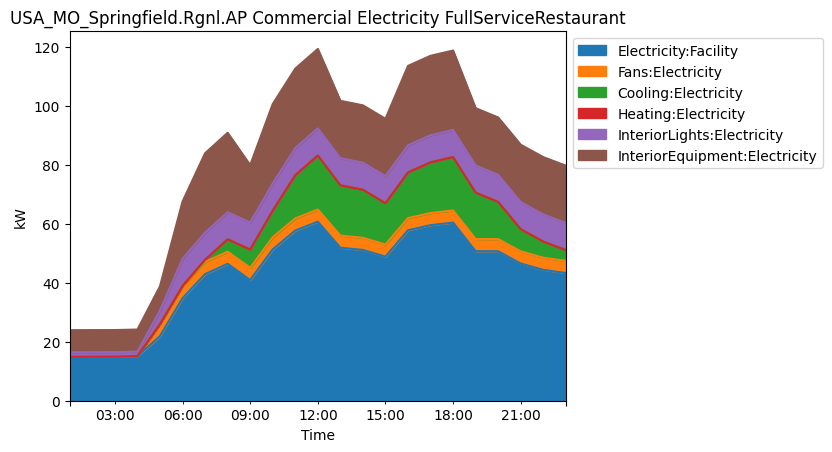 USA_MO_Springfield.Rgnl.AP Commercial Electricity FullServiceRestaurant
120
100
80
60
40
20
0
kW
03:00 06:00 09:00 12:00 15:00 18:00 21:00
Time
Electricity:Facility
Fans:Electricity
Cooling:Electricity
Heating:Electricity
InteriorLights:Electricity
InteriorEquipment:Electricity